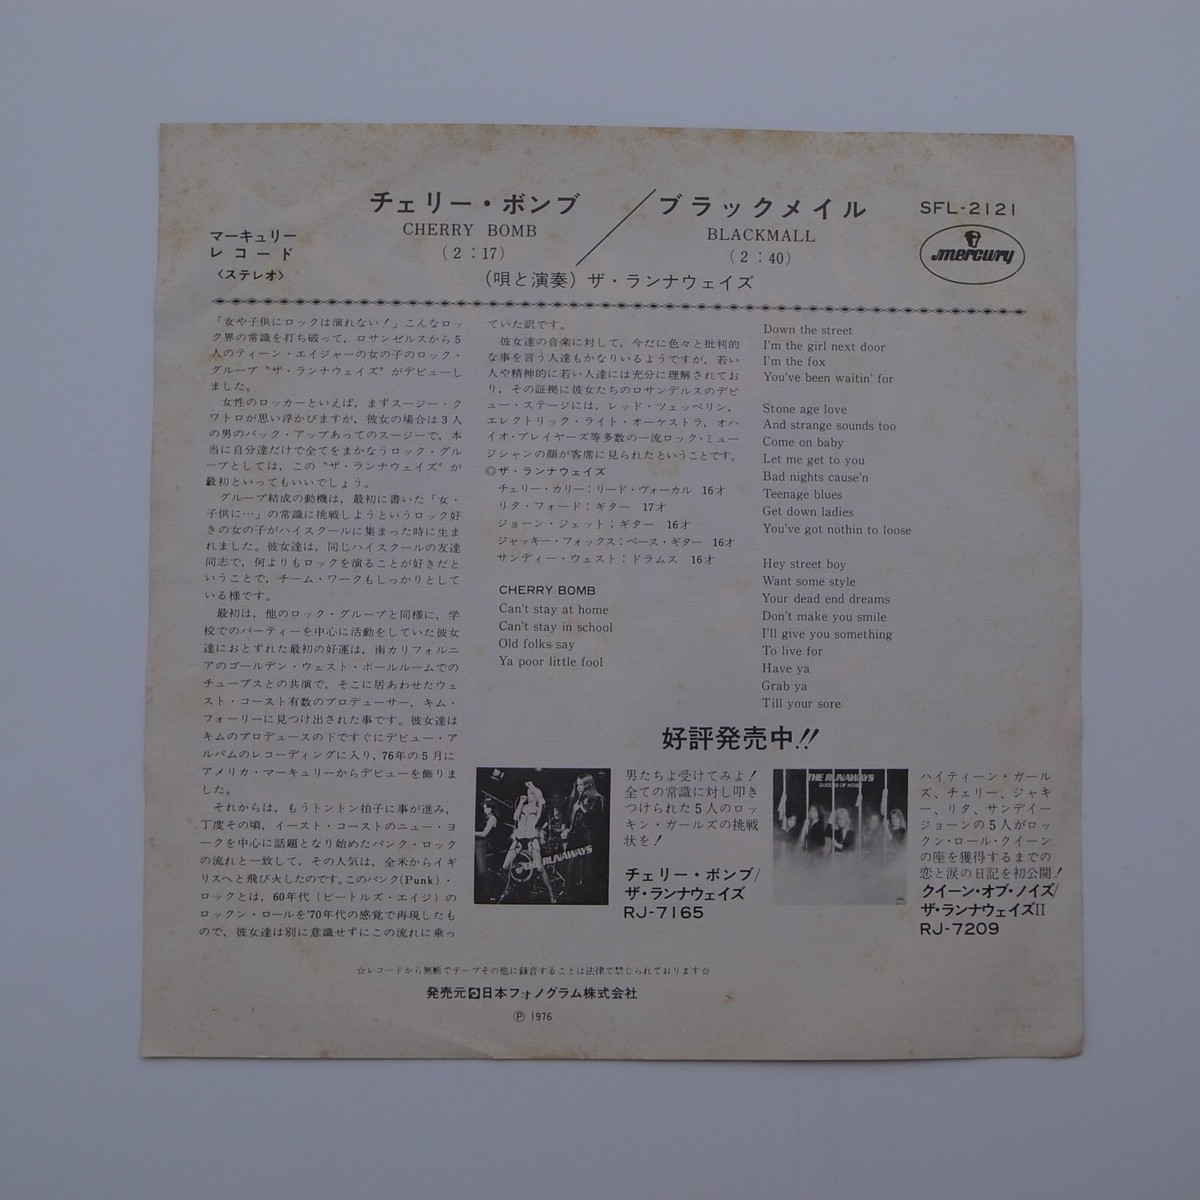 チェリー・ボンブ／ブラックメイル
CHERRY BOMB
BLACKMALL
(2:17)
(2:40)
SFL-2121
マーキュリー
レコード
〈ステレオ〉
mercury
(唄と演奏)ザ・ランナウェイズ
「女や子供にロックは演れない！」こんなロッ
ク界の常識を打ち破って，ロサンゼルスから5
人のティーン・エイジャーの女の子のロック・
グループ〝ザ・ランナウェイズ〟がデビューし
ました。
女性のロッカーといえば，まずスージー・ク
ワトロが思い浮かびますが，彼女の場合は3人
の男のバック・アップあってのスージーで，本
当に自分達だけで全てをまかなうロック・グル
ープとしては，この〝ザ・ランナウェイズ〟が
最初といってもいいでしょう。
グループ結成の動機は，最初に書いた「女・
子供に…」の常識に挑戦しようというロック好
きの女の子がハイスクールに集まった時に生ま
れました。彼女達は，同じハイスクールの友達
同志で，何よりもロックを演ることが好きだと
いうことで，チーム・ワークもしっかりとして
いる様です。
最初は，他のロック・グループと同様に，学
校でのパーティーを中心に活動をしていた彼女
達におとずれた最初の好運は，南カリフォルニ
アのゴールデン・ウェスト・ボールルームでの
チューブスとの共演で，そこに居あわせたウェ
スト・コースト有数のプロデューサー，キム・
フォーリーに見つけ出された事です。彼女達は
キムのプロデュースの下ですぐにデビュー・ア
ルバムのレコーディングに入り，76年の5月に
アメリカ・マーキュリーからデビューを飾りま
した。
それからは，もうトントン拍子に事が進み，
丁度その頃，イースト・コーストのニュー・ヨ
ークを中心に話題となり始めたパンク・ロック
の流れと一致して，その人気は，全米からイギ
リスへと飛び火したのです。このパンク(Punk)・
ロックとは，60年代（ビートルズ・エイジ）の
ロックン・ロールを'70年代の感覚で再現したも
ので，彼女達は別に意識せずにこの流れに乗っ
ていた訳です。
彼女達の音楽に対して，今だに色々と批判的
な事を言う人達もかなりいるようですが，若い
人や精神的に若い人達には充分に理解されてお
り，その証拠に彼女たちのロサンデルスのデビ
ュー・ステージには，レッド・ツェッペリン，
エレクトリック・ライト・オーケストラ，オハ
イオ・プレイヤーズ等多数の一流ロック・ミュー
ジシャンの顔が客席に見られたということです。
◎ザ・ランナウェイズ
チェリー・カリー：リード・ヴォーカル 16才
リタ・フォード：ギター 17才
ジョーン・ジェット：ギター 16才
ジャッキー・フォックス：ベース・ギター 16才
サンディー・ウェスト：ドラムス 16才
CHERRY BOMB
Can't stay at home
Can't stay in school
Old folks say
Ya poor little fool
Down the street
I'm the girl next door
I'm the fox
You've been waitin' for
Stone age love
And strange sounds too
Come on baby
Let me get to you
Bad nights cause'n
Teenage blues
Get down ladies
You've got nothin to loose
Hey street boy
Want some style
Your dead end dreams
Don't make you smile
I'll give you something
To live for
Have ya
Grab ya
Till your sore
好評発売中!!
THE RUNAWAYS
男たちよ受けてみよ！
全ての常識に対し叩き
つけられた5人のロッ
キン・ガールズの挑戦
状を！
チェリー・ボンブ/
ザ・ランナウェイズ
RJ-7165
THE RUNAWAYS
QUEENS OF NOISE
ハイティーン・ガール
ズ、チェリー、ジャキ
ー、リタ、サンデイー
ジョーンの5人がロッ
クン・ロール・クイーン
の座を獲得するまでの
恋と涙の日記を初公開！
クイーン・オブ・ノイズ/
ザ・ランナウェイズII
RJ-7209
☆レコードから無断でテープその他に録音することは法律で禁じられております☆
発売元 日本フォノグラム株式会社
Ⓟ 1976